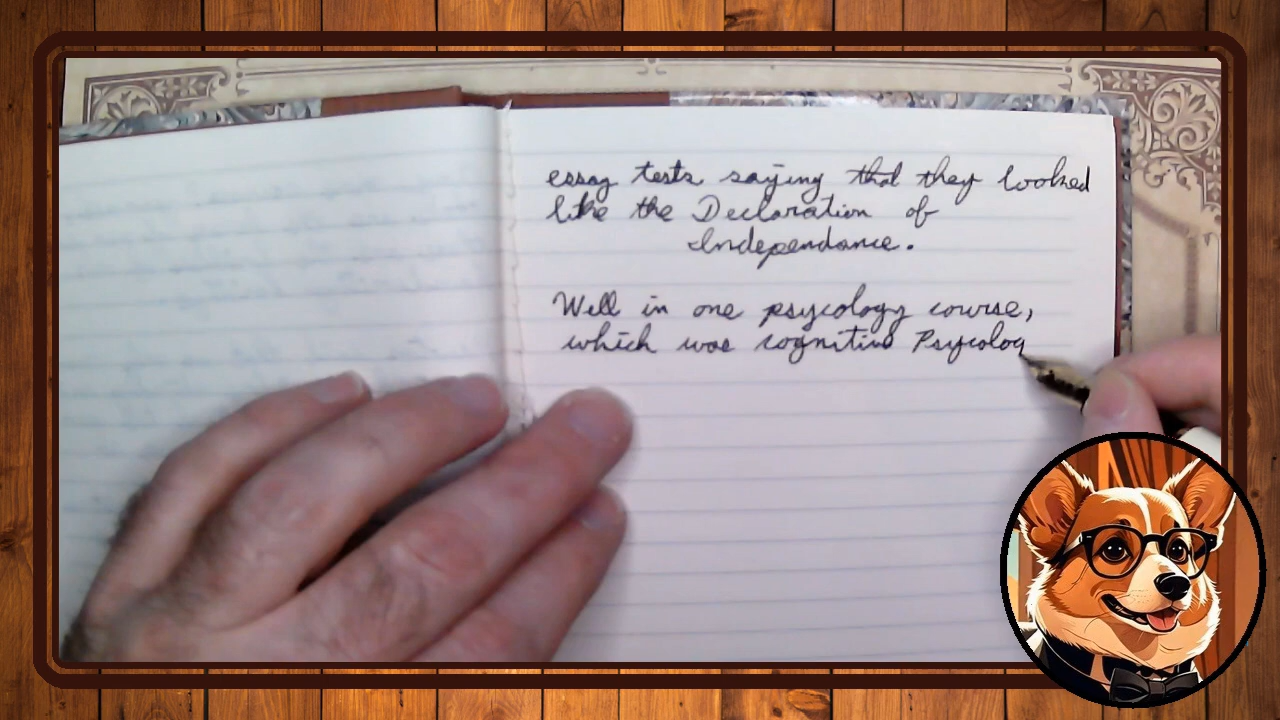 essay tests saying that they looked
like the Declaration of
Independance.
Well in one psycology course,
which was cognitive Psycolog